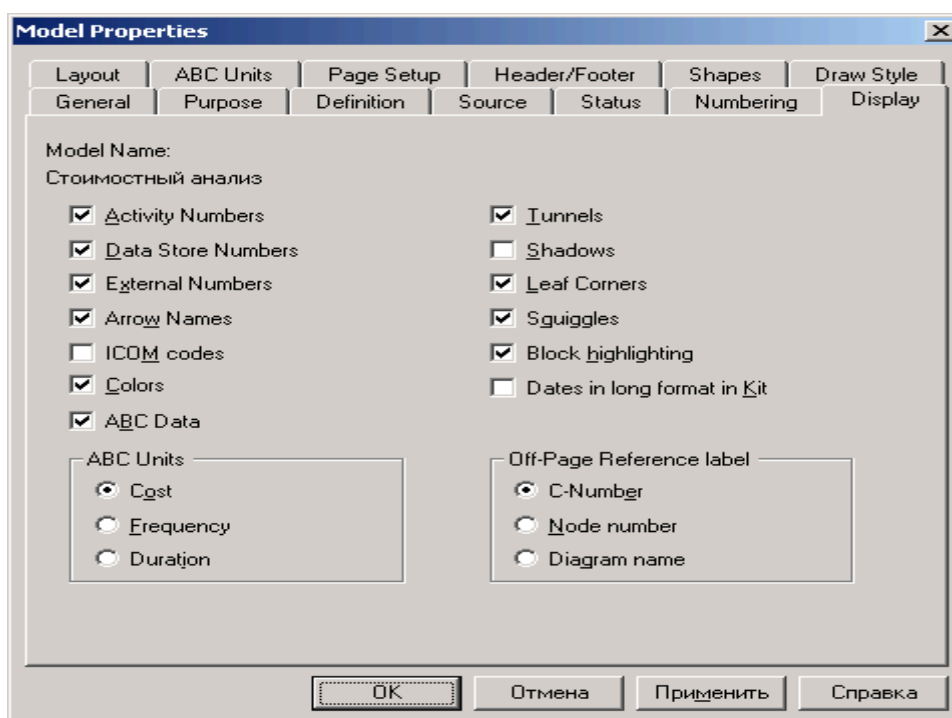 Model Properties
Layout ABC Units Page Setup Header/Footer Shapes Draw Style
General Purpose Definition Source Status Numbering Display
Model Name:
Стоимостный анализ
Activity Numbers Tunnels
Data Store Numbers Shadows
External Numbers Leaf Corners
Arrow Names Squiggles
ICOM codes Block highlighting
Colors Dates in long format in Kit
ABC Data
ABC Units Off-Page Reference label
Cost C-Number
Frequency Node number
Duration Diagram name
OK Отмена Применить Справка